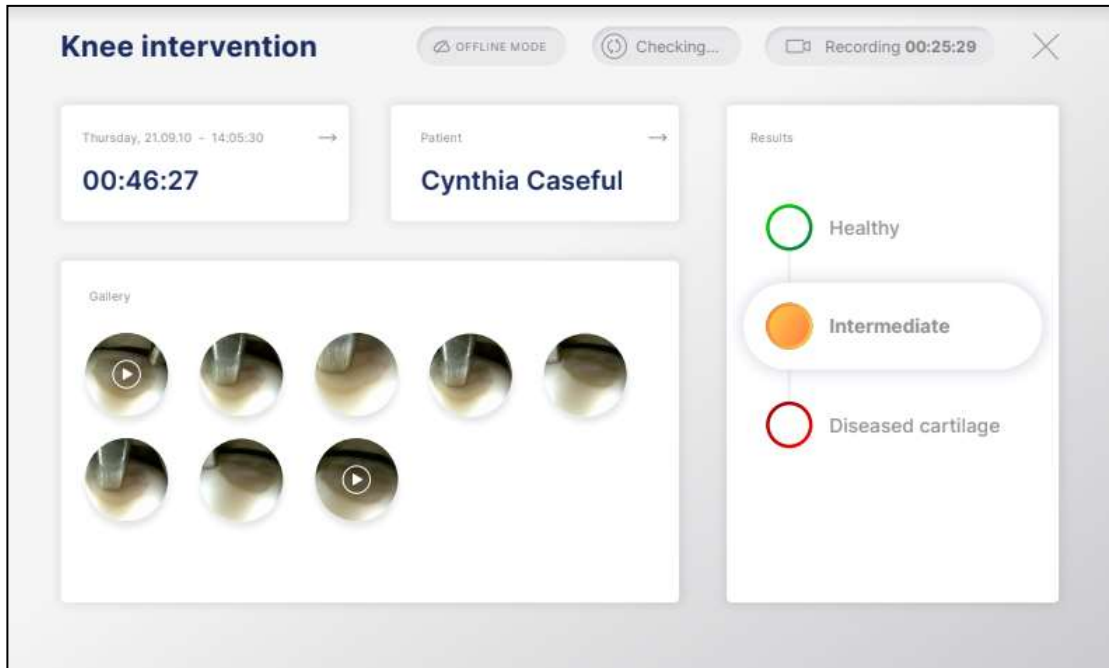 Knee intervention
OFFLINE MODE
Checking...
Recording 00:25:29
Thursday, 21.09.10 - 14:05:30
00:46:27
Patient
Cynthia Caseful
Results
Healthy
Intermediate
Diseased cartilage
Gallery